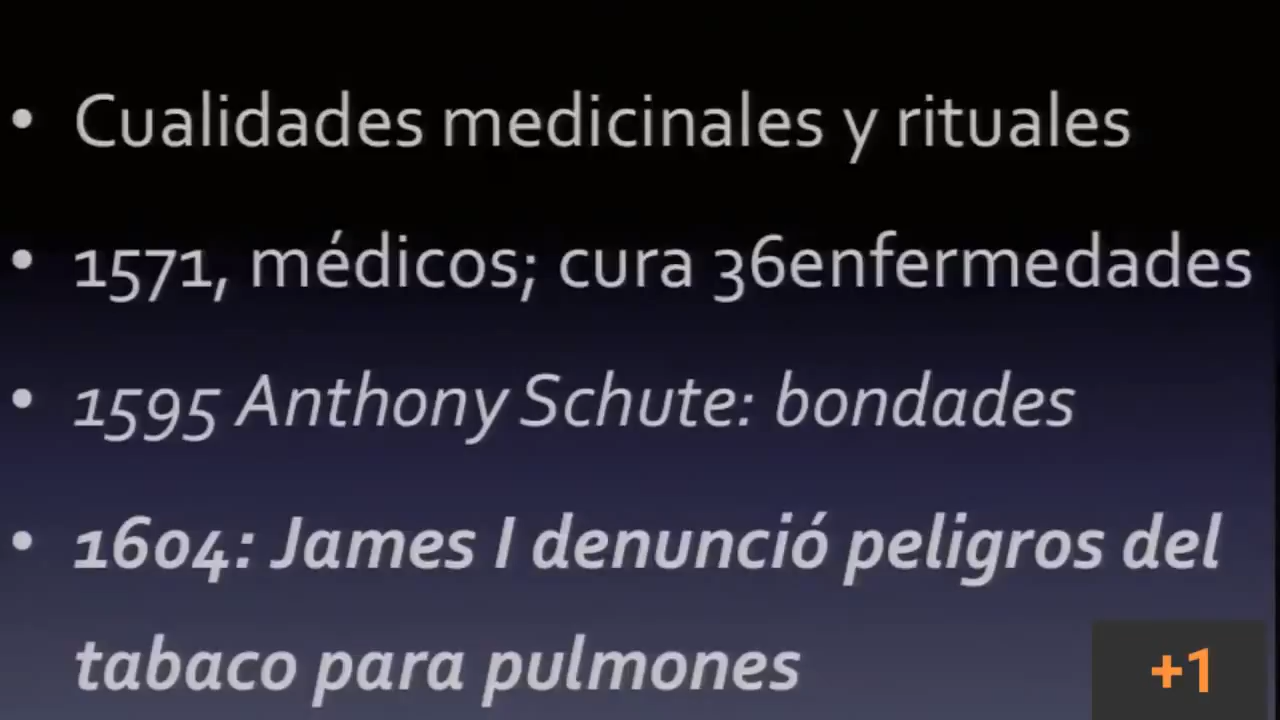 • Cualidades medicinales y rituales
• 1571, médicos; cura 36enfermedades
• 1595 Anthony Schute: bondades
• 1604: James I denunció peligros del
tabaco para pulmones
+1